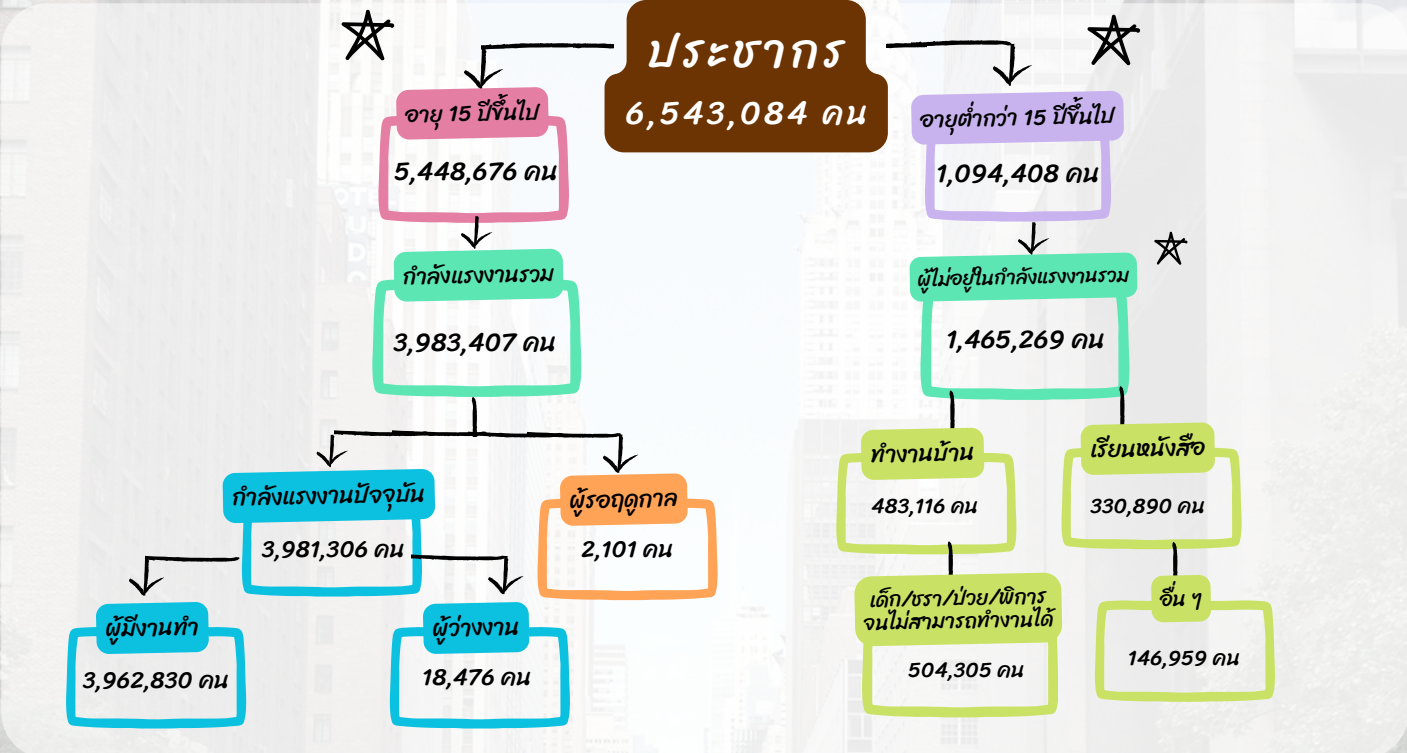 ประชากร
6,543,084 คน
อายุ 15 ปีขึ้นไป
5,448,676 คน
อายุต่ำกว่า 15 ปีขึ้นไป
1,094,408 คน
กำลังแรงงานรวม
3,983,407 คน
ผู้ไม่อยู่ในกำลังแรงงานรวม
1,465,269 คน
กำลังแรงงานปัจจุบัน
3,981,306 คน
ผู้รอฤดูกาล
2,101 คน
ผู้มีงานทำ
3,962,830 คน
ผู้ว่างงาน
18,476 คน
ทำงานบ้าน
483,116 คน
เรียนหนังสือ
330,890 คน
เด็ก/ชรา/ป่วย/พิการ
จนไม่สามารถทำงานได้
504,305 คน
อื่น ๆ
146,959 คน